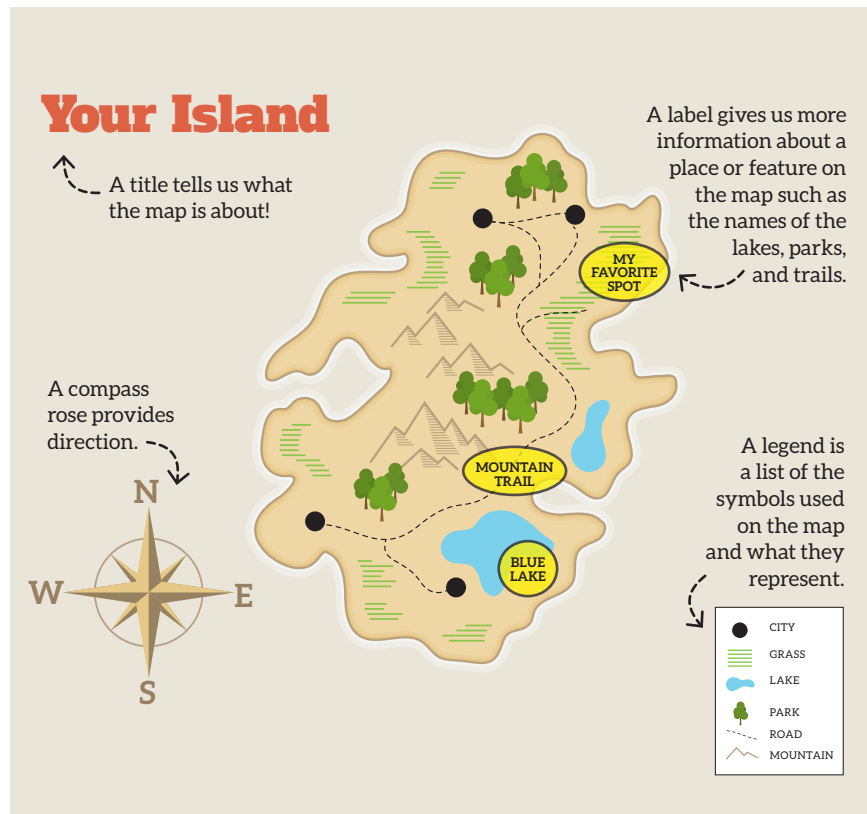 Your Island
A title tells us what
the map is about!
A label gives us more
information about a
place or feature on
the map such as
the names of the
lakes, parks,
and trails.
MY
FAVORITE
SPOT
A compass
rose provides
direction.
N
W
E
S
MOUNTAIN
TRAIL
BLUE
LAKE
A legend is
a list of the
symbols used
on the map
and what they
represent.
CITY
GRASS
LAKE
PARK
ROAD
MOUNTAIN